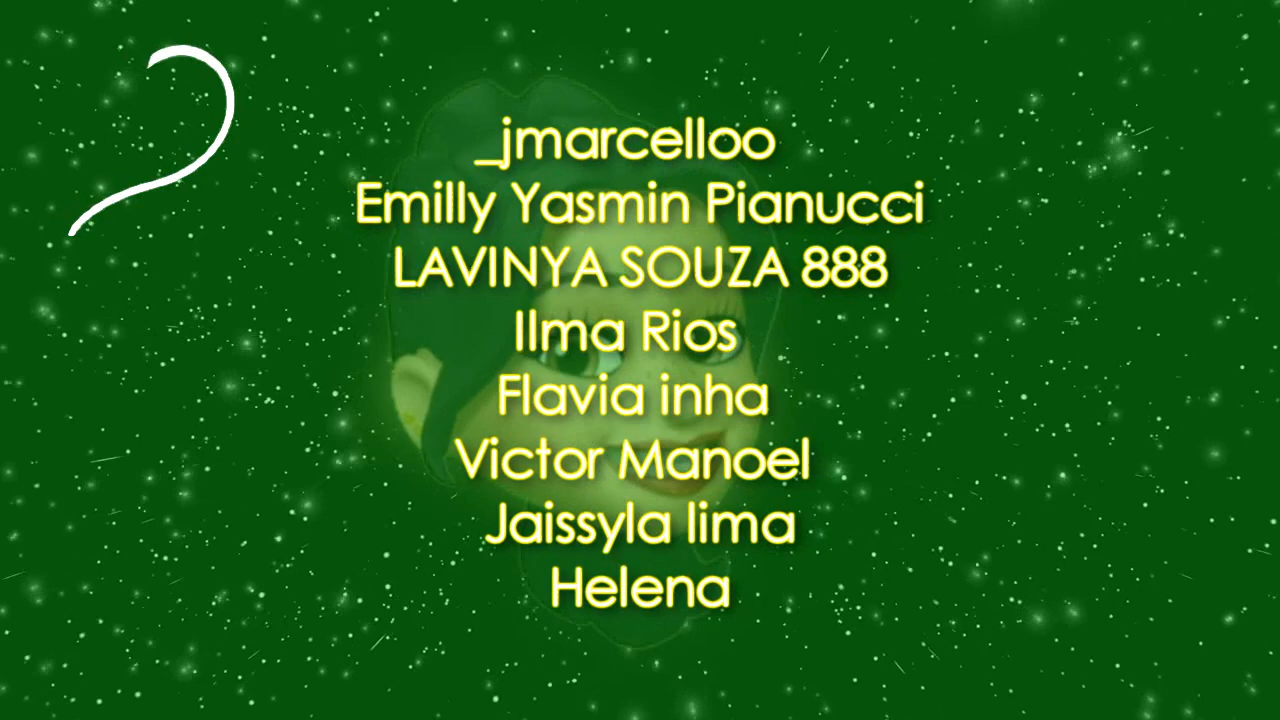 _jmarcelloo
Emilly Yasmin Pianucci
LAVINYA SOUZA 888
Ilma Rios
Flavia inha
Victor Manoel
Jaissyla lima
Helena